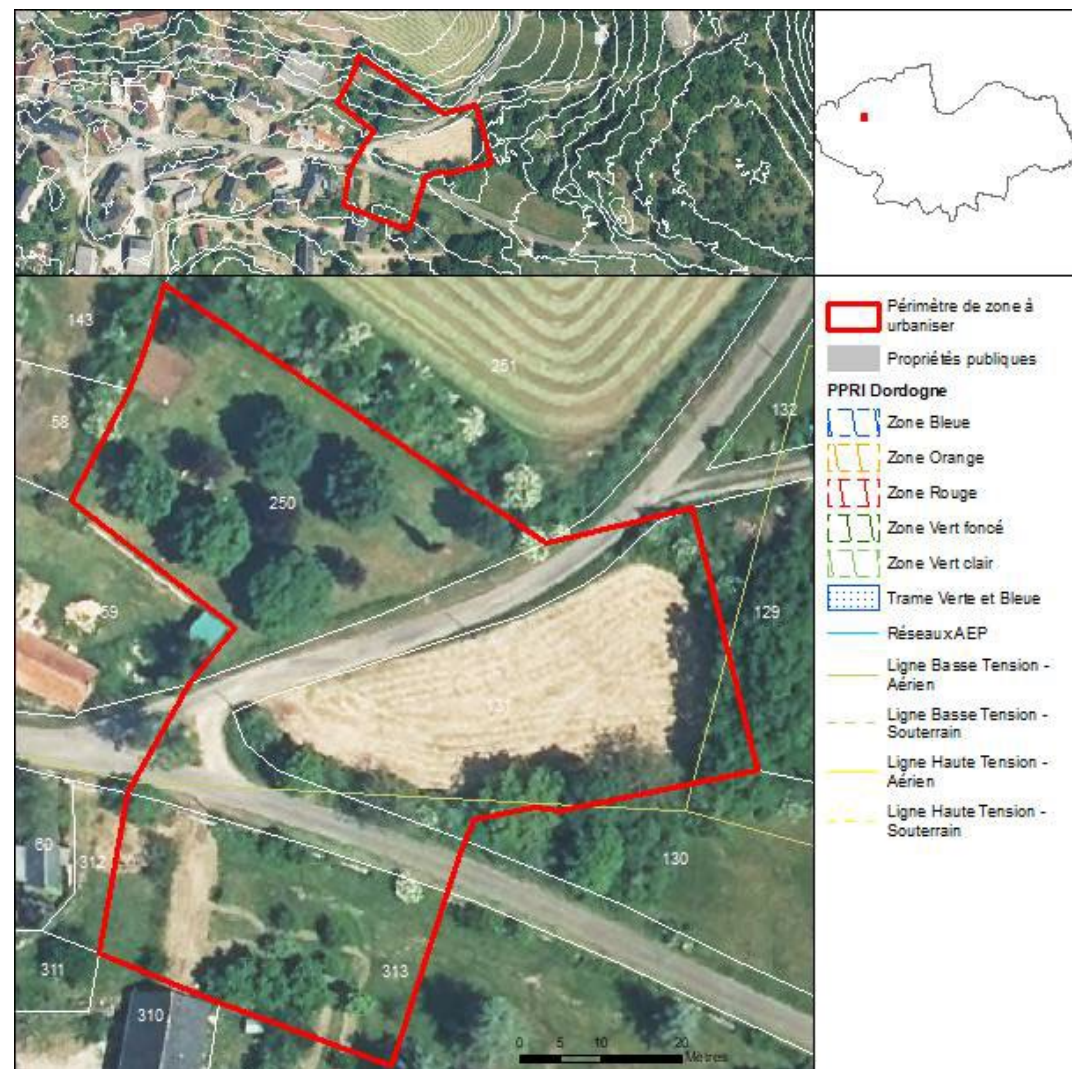 143
251
58
132
250
59
129
131
60
312
130
311
313
310
0 5 10 20
Mètres
Périmètre de zone à
urbaniser
Propriétés publiques
PPRI Dordogne
Zone Bleue
Zone Orange
Zone Rouge
Zone Vert foncé
Zone Vert clair
Trame Verte et Bleue
Réseaux AEP
Ligne Basse Tension -
Aérien
Ligne Basse Tension -
Souterrain
Ligne Haute Tension -
Aérien
Ligne Haute Tension -
Souterrain